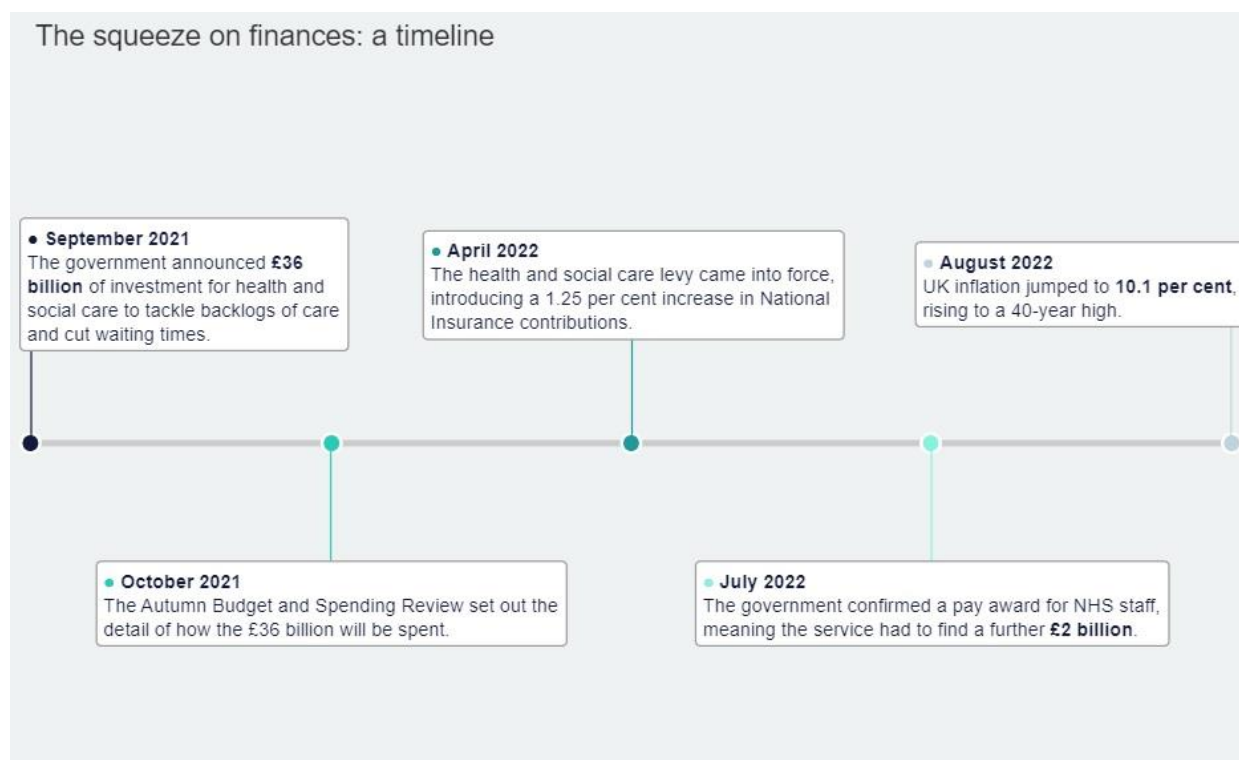 The squeeze on finances: a timeline
• September 2021
The government announced £36
billion of investment for health and
social care to tackle backlogs of care
and cut waiting times.
• October 2021
The Autumn Budget and Spending Review set out the
detail of how the £36 billion will be spent.
• April 2022
The health and social care levy came into force,
introducing a 1.25 per cent increase in National
Insurance contributions.
• July 2022
The government confirmed a pay award for NHS staff,
meaning the service had to find a further £2 billion.
• August 2022
UK inflation jumped to 10.1 per cent,
rising to a 40-year high.